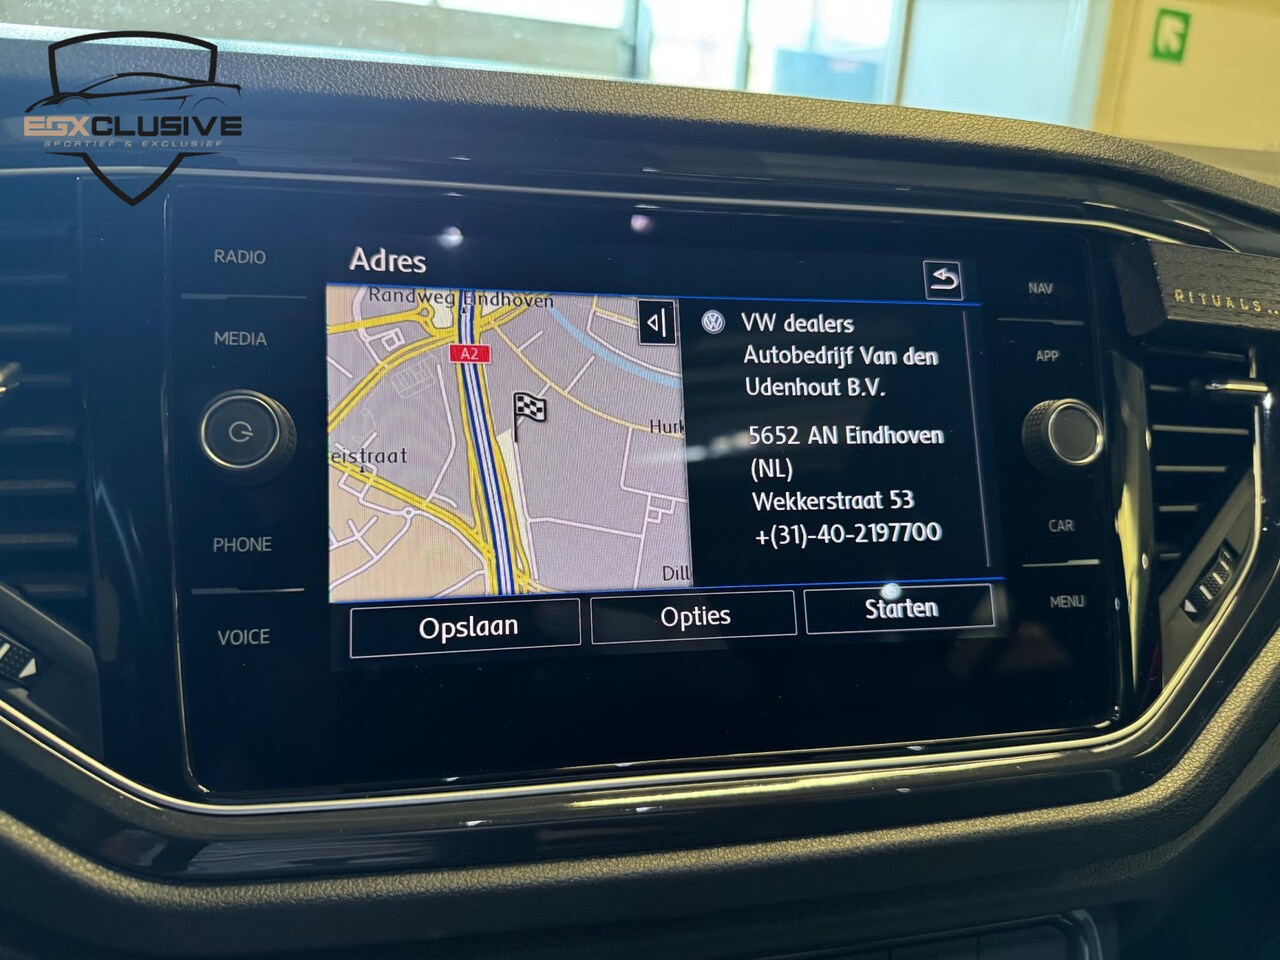 EGXCLUSIVE
SPORTIEF & EXCLUSIEF
RADIO
MEDIA
PHONE
VOICE
Adres
Randweg Eindhoven
A2
eistraat
Hurk
Dill
VW dealers
Autobedrijf Van den
Udenhout B.V.
5652 AN Eindhoven
(NL)
Wekkerstraat 53
+(31)-40-2197700
Opslaan
Opties
Starten
NAV
APP
CAR
MENU
RITUALS...